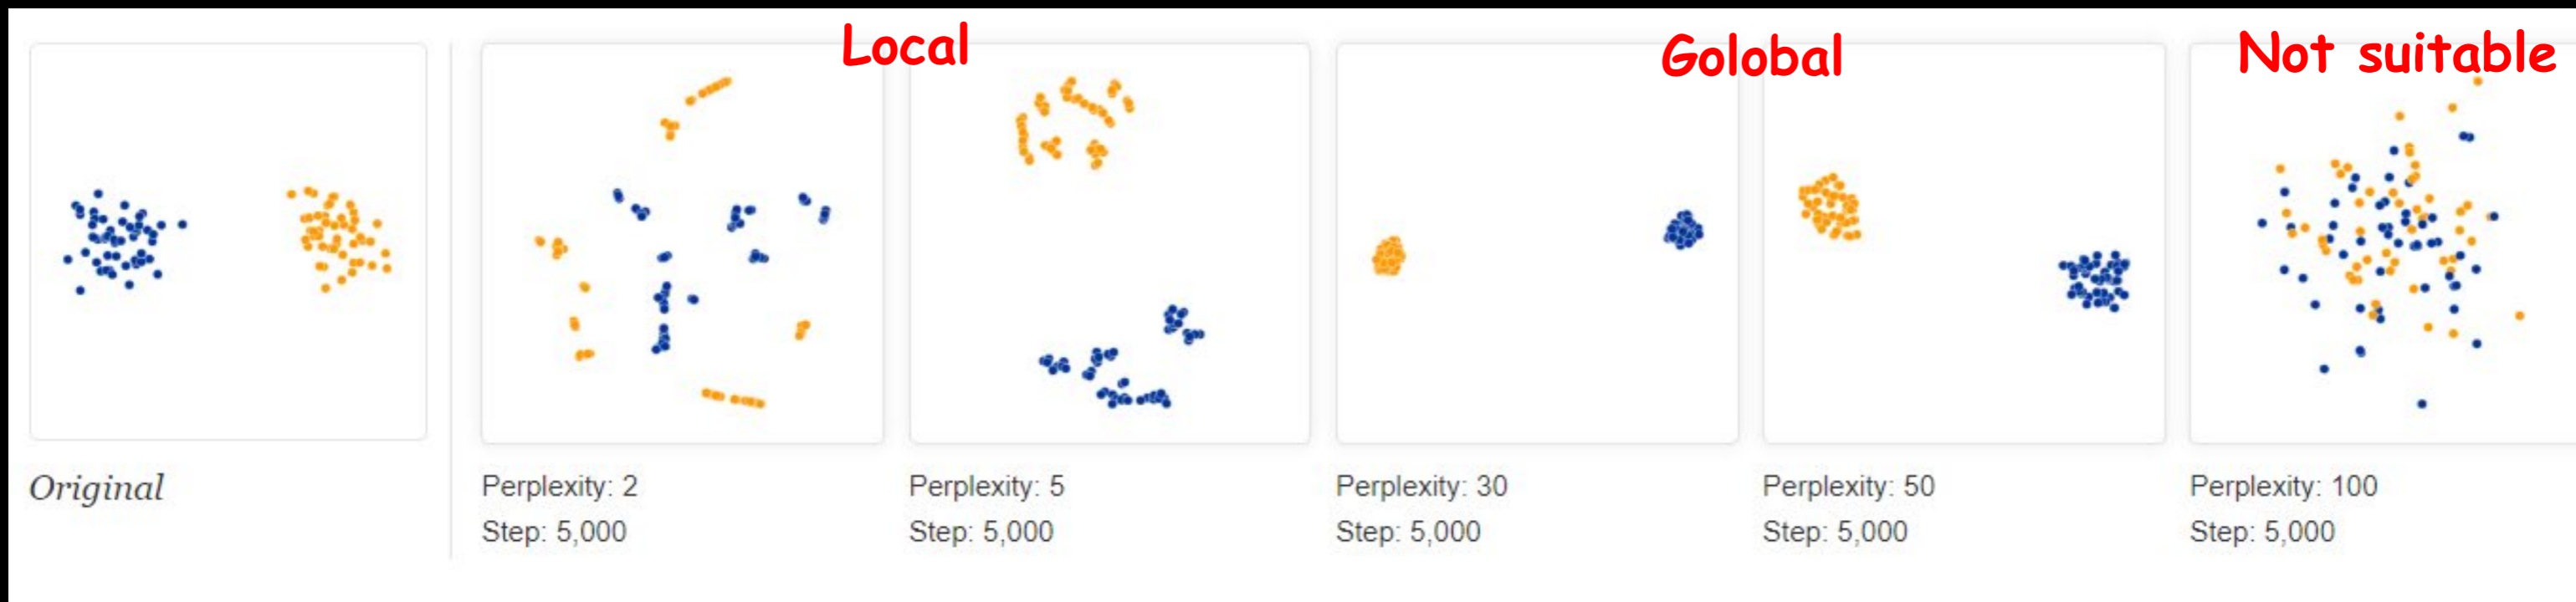 Local
Golobal
Not suitable
Original
Perplexity: 2
Step: 5,000
Perplexity: 5
Step: 5,000
Perplexity: 30
Step: 5,000
Perplexity: 50
Step: 5,000
Perplexity: 100
Step: 5,000